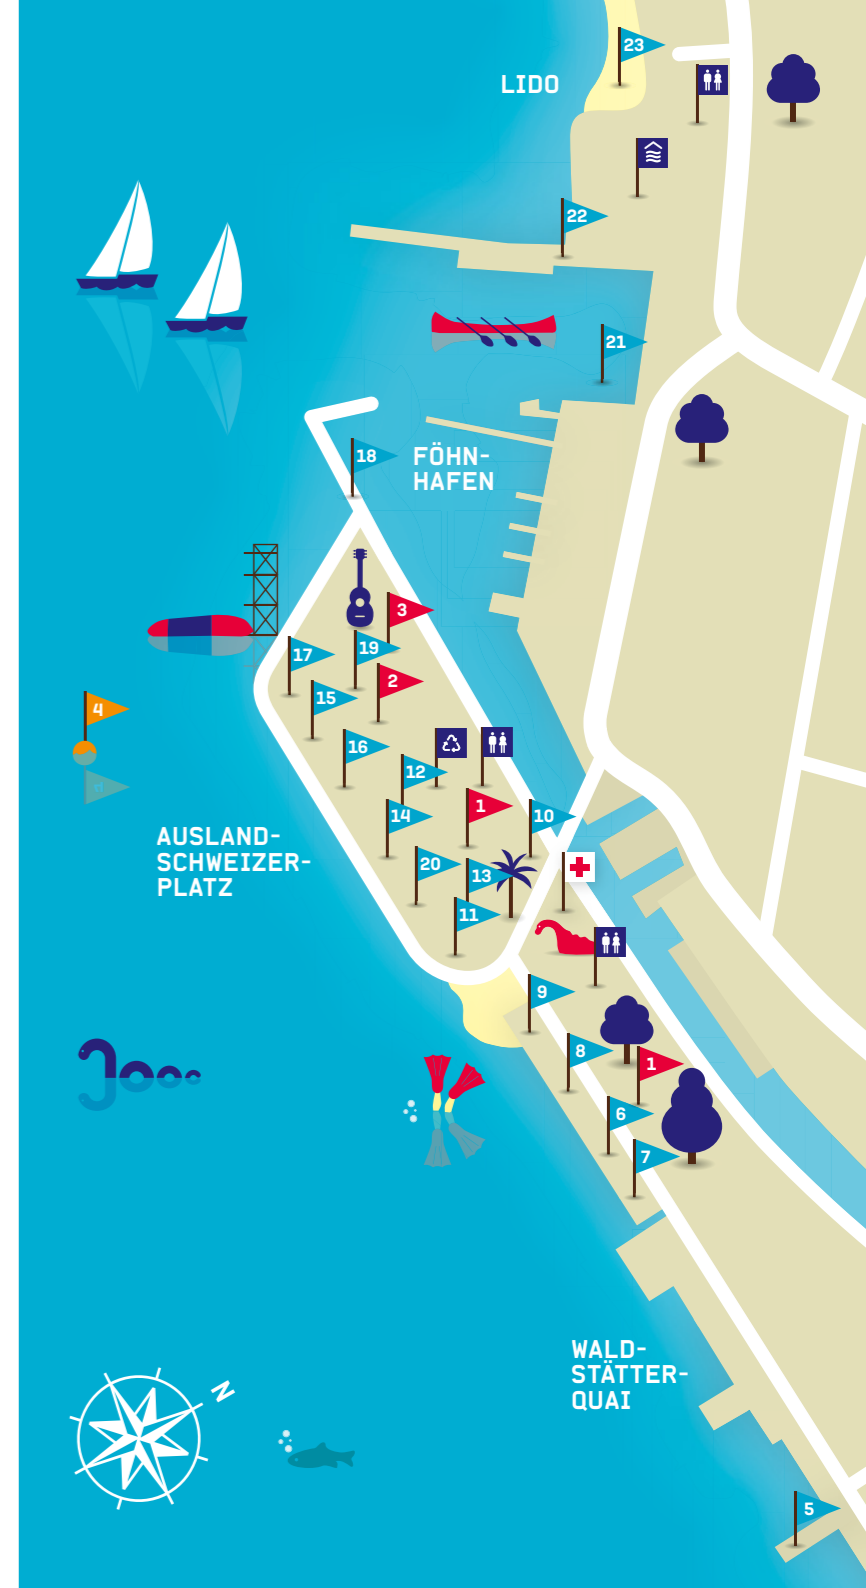 23
LIDO
22
21
18
FÖHN-
HAFEN
3
19
17
2
15
4
16
12
1
14
10
AUSLAND-
SCHWEIZER-
PLATZ
20
13
11
9
8
1
6
7
WALD-
STÄTTER-
QUAI
N
5